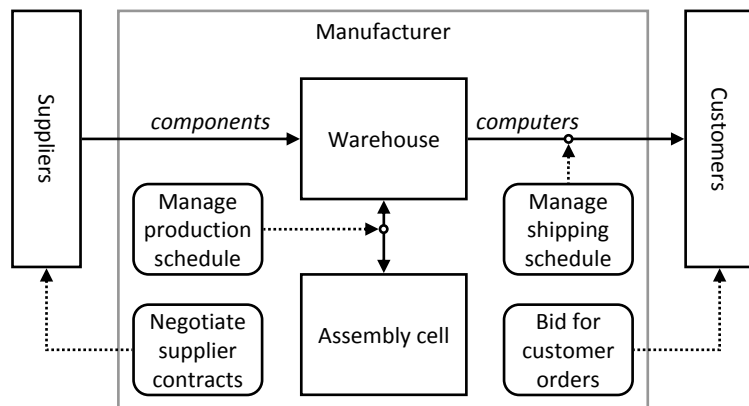 Manufacturer
Suppliers
components
Warehouse
computers
Customers
Manage
production
schedule
Manage
shipping
schedule
Negotiate
supplier
contracts
Assembly cell
Bid for
customer
orders